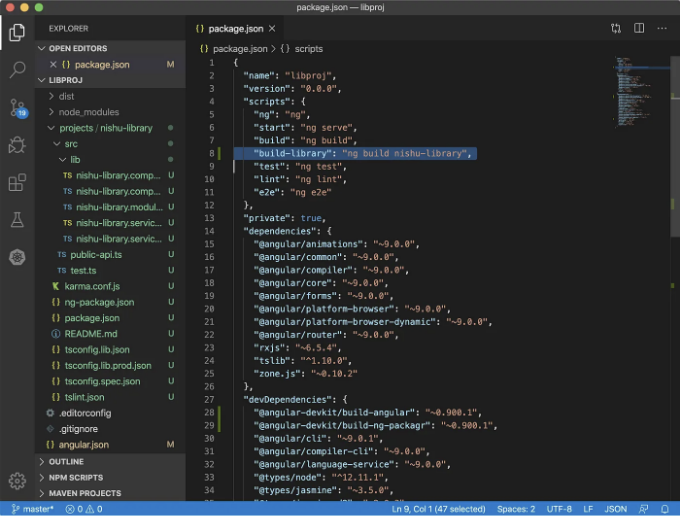 package.json — libproj
EXPLORER
OPEN EDITORS
package.json M
LIBPROJ
dist
node_modules
projects / nishu-library
src
lib
TS nishu-library.comp... U
TS nishu-library.comp... U
TS nishu-library.modul... U
TS nishu-library.servic... U
TS nishu-library.servic... U
TS public-api.ts U
TS test.ts U
karma.conf.js U
ng-package.json U
package.json U
README.md U
tsconfig.lib.json U
tsconfig.lib.prod.json U
tsconfig.spec.json U
tslint.json U
.editorconfig
.gitignore
angular.json M
OUTLINE
NPM SCRIPTS
MAVEN PROJECTS
19
package.json
package.json > {} scripts
1 {
2 "name": "libproj",
3 "version": "0.0.0",
4 "scripts": {
5 "ng": "ng",
6 "start": "ng serve",
7 "build": "ng build",
8 "build-library": "ng build nishu-library",
9 "test": "ng test",
10 "lint": "ng lint",
11 "e2e": "ng e2e"
12 },
13 "private": true,
14 "dependencies": {
15 "@angular/animations": "~9.0.0",
16 "@angular/common": "~9.0.0",
17 "@angular/compiler": "~9.0.0",
18 "@angular/core": "~9.0.0",
19 "@angular/forms": "~9.0.0",
20 "@angular/platform-browser": "~9.0.0",
21 "@angular/platform-browser-dynamic": "~9.0.0",
22 "@angular/router": "~9.0.0",
23 "rxjs": "~6.5.4",
24 "tslib": "^1.10.0",
25 "zone.js": "~0.10.2"
26 },
27 "devDependencies": {
28 "@angular-devkit/build-angular": "~0.900.1",
29 "@angular-devkit/build-ng-packagr": "~0.900.1",
30 "@angular/cli": "~9.0.1",
31 "@angular/compiler-cli": "~9.0.0",
32 "@angular/language-service": "~9.0.0",
33 "@types/node": "^12.11.1",
34 "@types/jasmine": "~3.5.0",
master* 0 0 Ln 9, Col 1 (47 selected) Spaces: 2 UTF-8 LF JSON